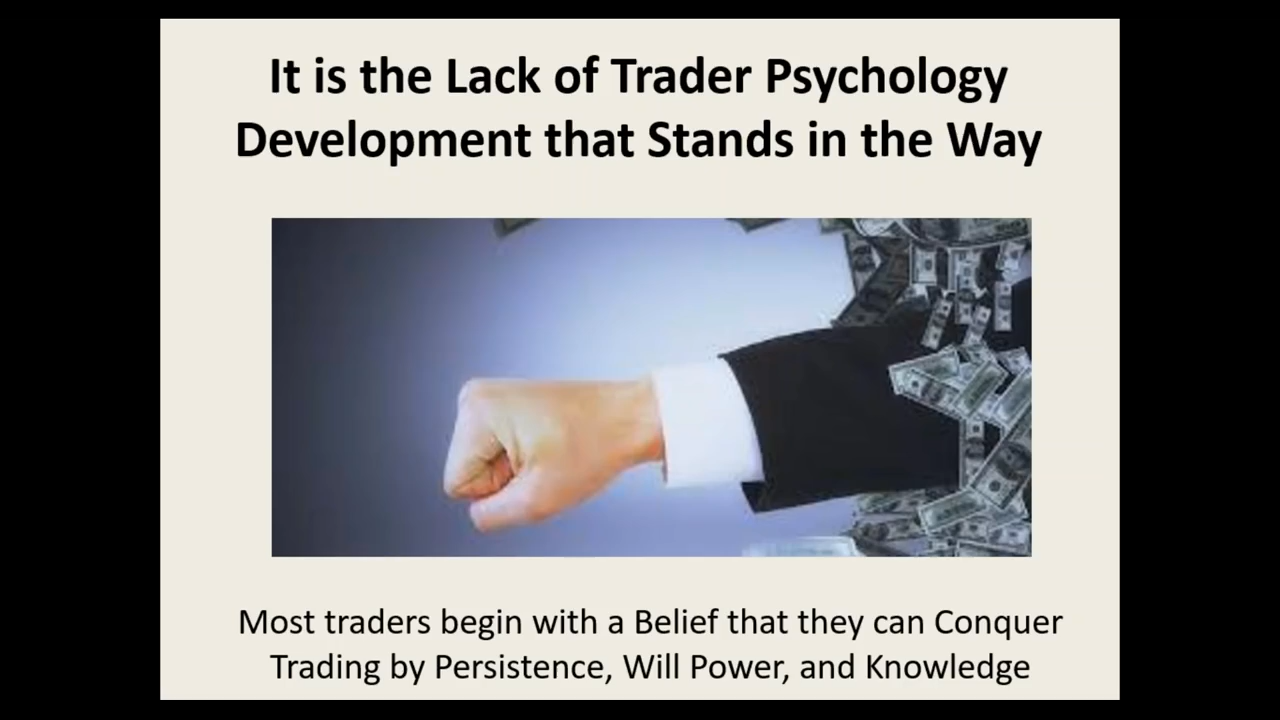 It is the Lack of Trader Psychology
Development that Stands in the Way
Most traders begin with a Belief that they can Conquer
Trading by Persistence, Will Power, and Knowledge